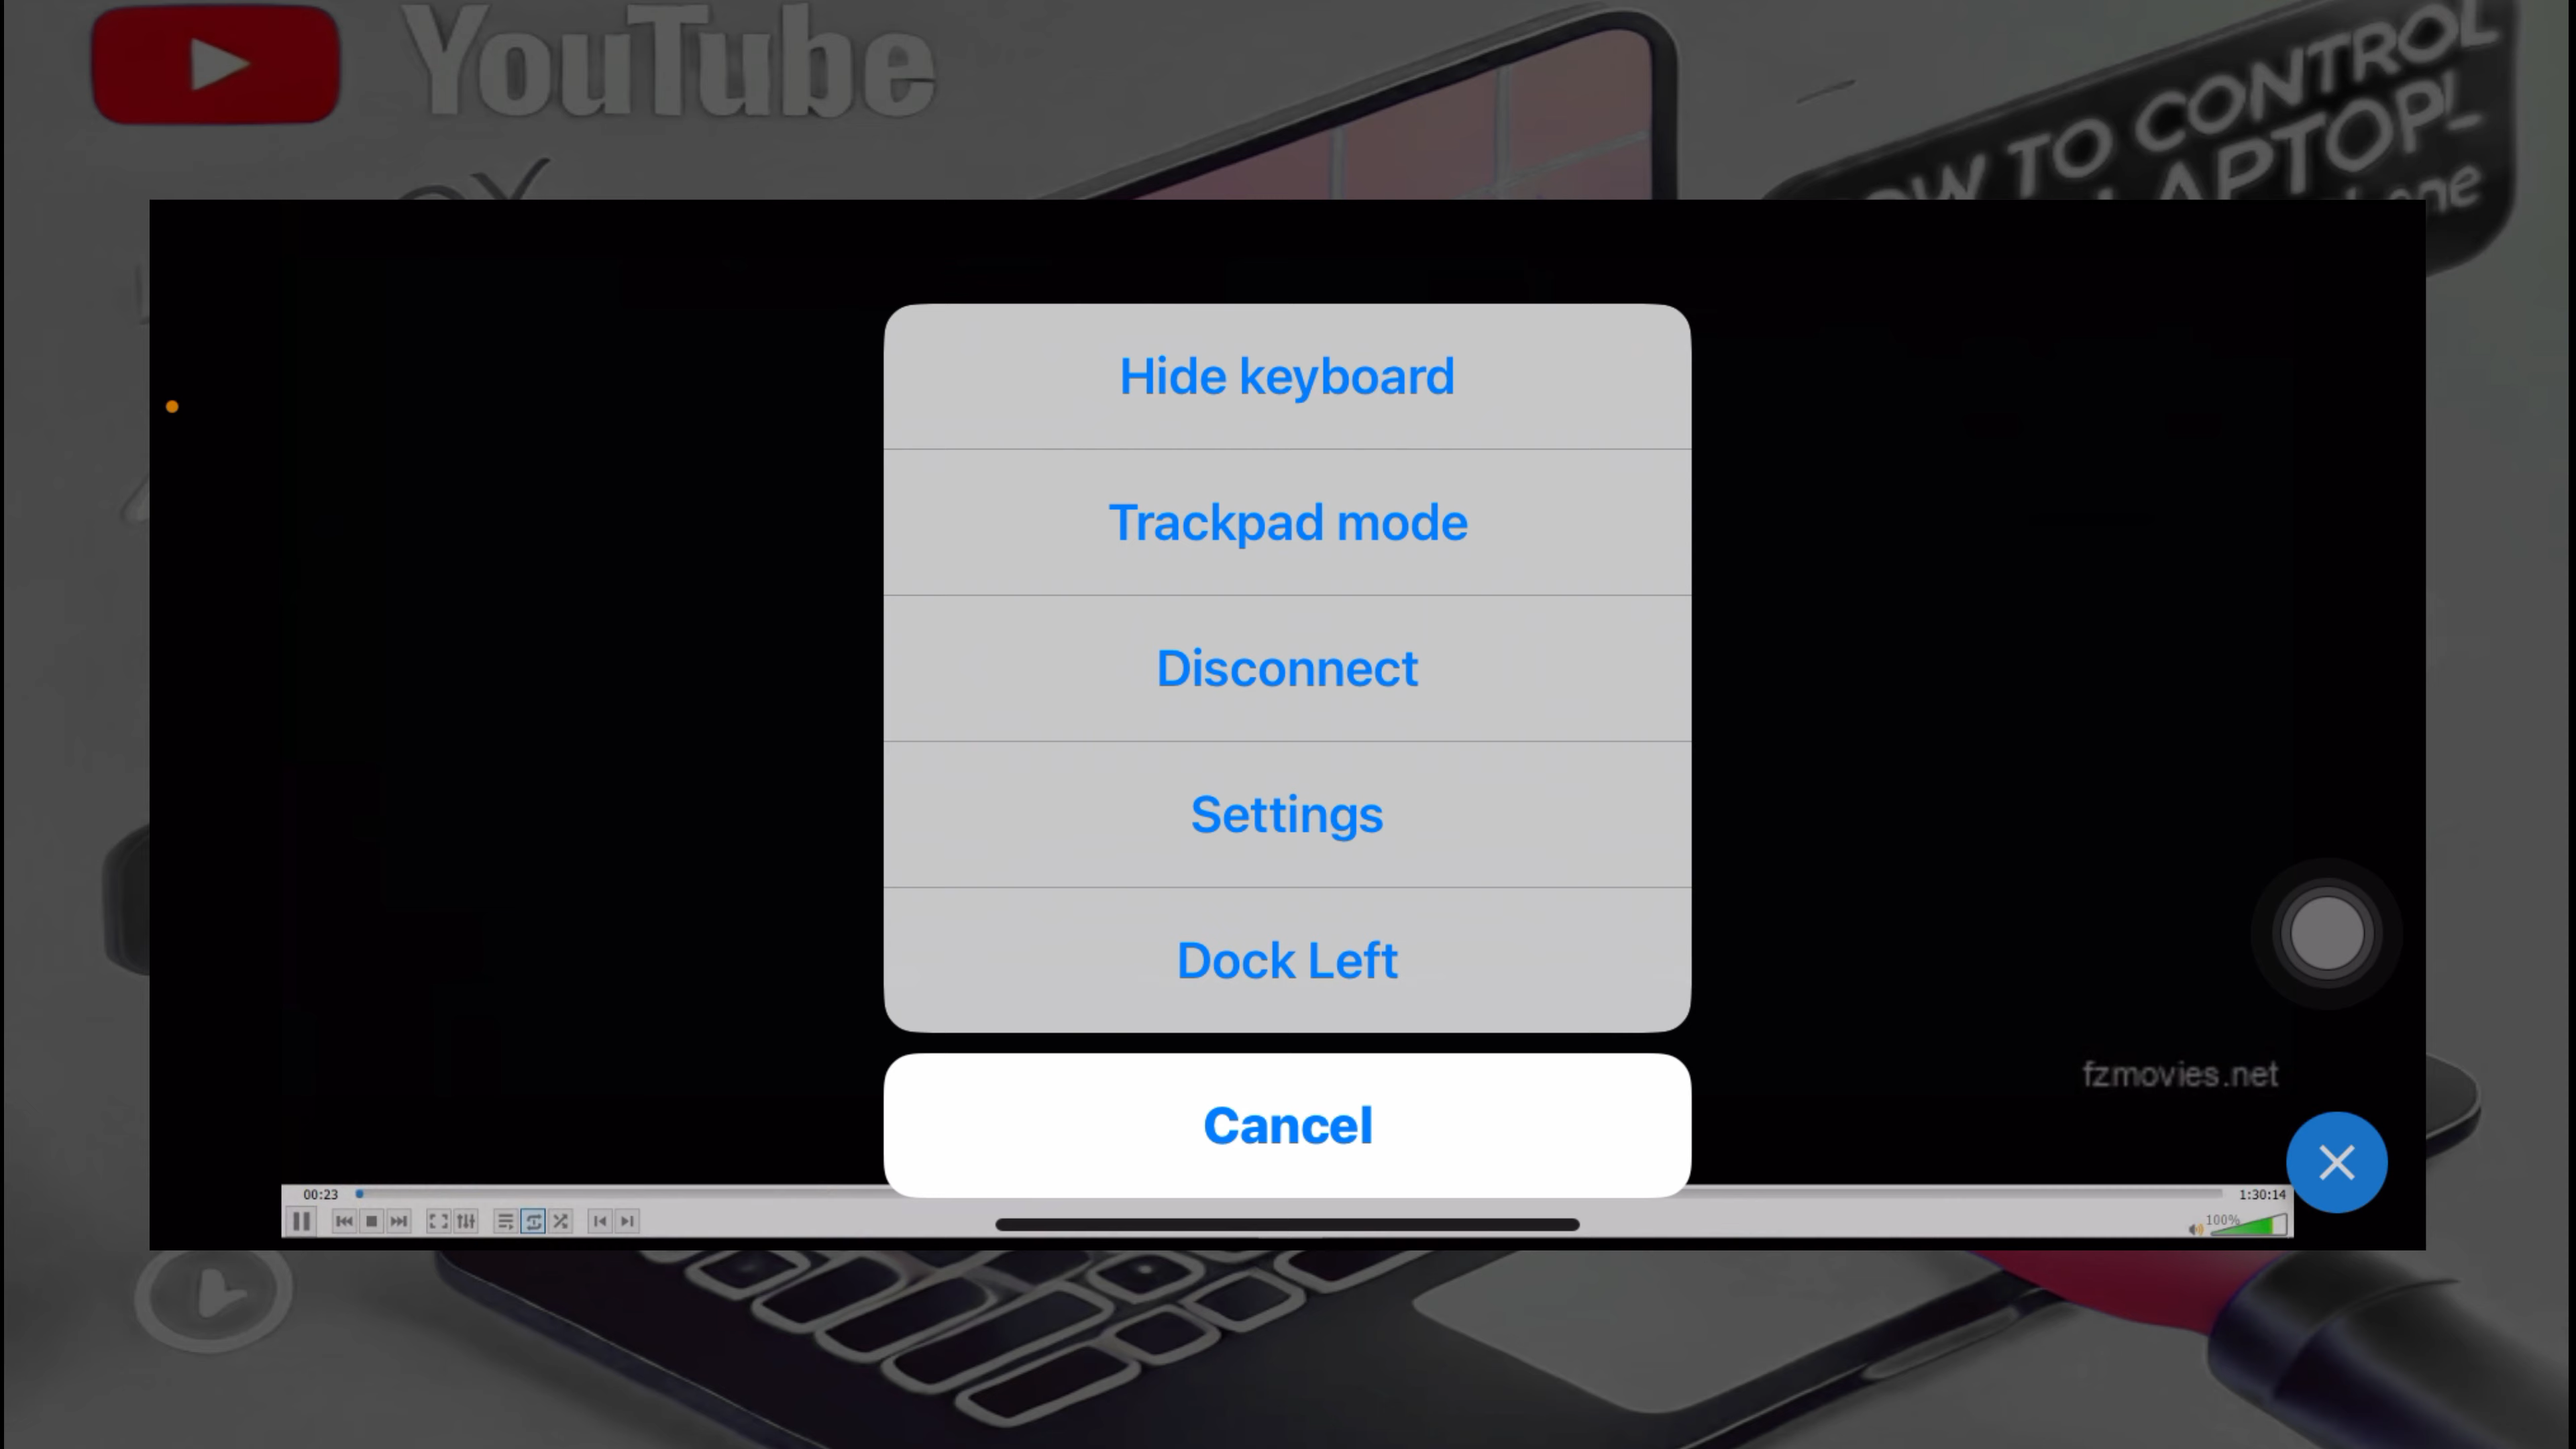 YouTube
TO CONTROL
Hide keyboard
Trackpad mode
Disconnect
Settings
Dock Left
fzmovies.net
Cancel
00:23
1:30:14
100%